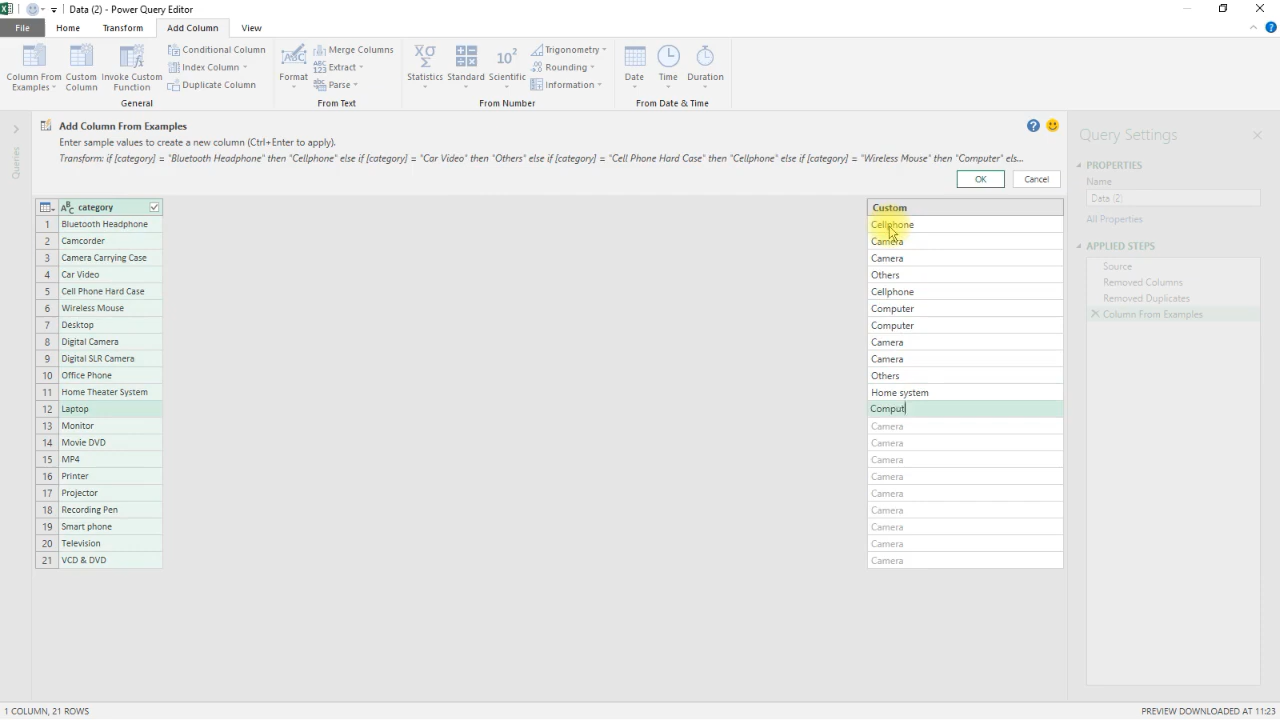 Data (2) - Power Query Editor
File Home Transform Add Column View
Column From Examples
Custom Column
Invoke Custom Function
Conditional Column
Index Column
Duplicate Column
General
Format
Merge Columns
Extract
Parse
From Text
Statistics
Standard
Scientific
Trigonometry
Rounding
Information
From Number
Date
Time
Duration
From Date & Time
Queries
Add Column From Examples
Enter sample values to create a new column (Ctrl+Enter to apply).
Transform: if [category] = "Bluetooth Headphone" then "Cellphone" else if [category] = "Car Video" then "Others" else if [category] = "Cell Phone Hard Case" then "Cellphone" else if [category] = "Wireless Mouse" then "Computer" els...
OK Cancel
category Custom
1 Bluetooth Headphone Cellphone
2 Camcorder Camera
3 Camera Carrying Case Camera
4 Car Video Others
5 Cell Phone Hard Case Cellphone
6 Wireless Mouse Computer
7 Desktop Computer
8 Digital Camera Camera
9 Digital SLR Camera Camera
10 Office Phone Others
11 Home Theater System Home system
12 Laptop Comput
13 Monitor Camera
14 Movie DVD Camera
15 MP4 Camera
16 Printer Camera
17 Projector Camera
18 Recording Pen Camera
19 Smart phone Camera
20 Television Camera
21 VCD & DVD Camera
Query Settings
PROPERTIES
Name
Data (2)
All Properties
APPLIED STEPS
Source
Removed Columns
Removed Duplicates
Column From Examples
1 COLUMN, 21 ROWS
PREVIEW DOWNLOADED AT 11:23